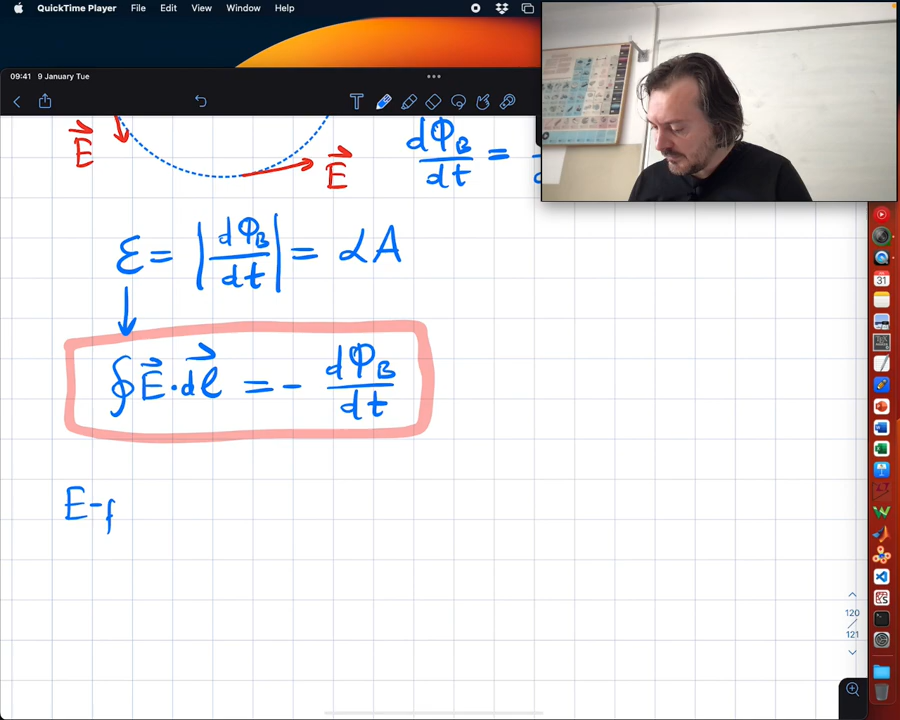 QuickTime Player File Edit View Window Help
09:41 9 January Tue
T
E
E
dΦB/dt =
ε = |dΦB/dt| = αA
∮E⃗·dℓ⃗ = - dΦB/dt
E-f
120
121
31